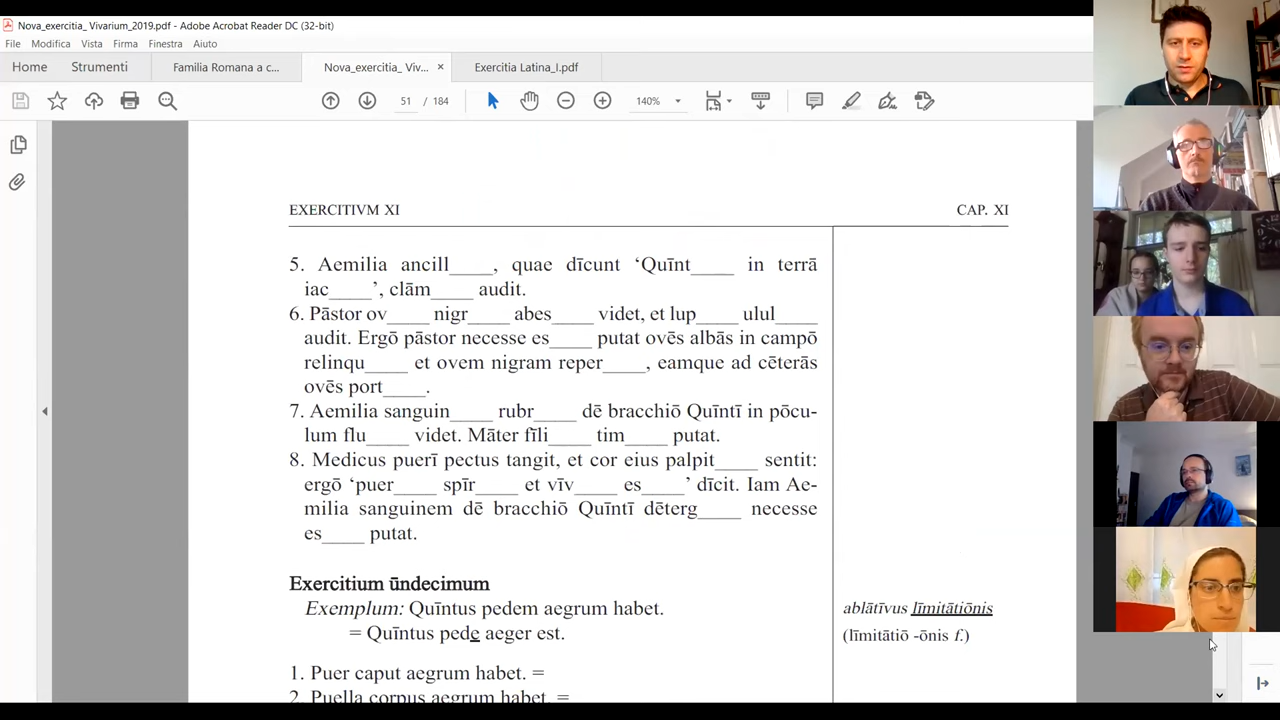 Nova_exercitia_ Vivarium_2019.pdf - Adobe Acrobat Reader DC (32-bit)
File Modifica Vista Firma Finestra Aiuto
Home Strumenti Familia Romana a c... Nova_exercitia_ Viv... × Exercitia Latina_I.pdf
51 / 184 140%
EXERCITIVM XI CAP. XI
5. Aemilia ancill____, quae dīcunt ‘Quīnt____ in terrā
iac____’, clām____ audit.
6. Pāstor ov____ nigr____ abes____ videt, et lup____ ulul____
audit. Ergō pāstor necesse es____ putat ovēs albās in campō
relinqu____ et ovem nigram reper____, eamque ad cēterās
ovēs port____.
7. Aemilia sanguin____ rubr____ dē bracchiō Quīntī in pōcu-
lum flu____ videt. Māter fīli____ tim____ putat.
8. Medicus puerī pectus tangit, et cor eius palpit____ sentit:
ergō ‘puer____ spīr____ et vīv____ es____’ dīcit. Iam Ae-
milia sanguinem dē bracchiō Quīntī dēterg____ necesse
es____ putat.
Exercitium ūndecimum
Exemplum: Quīntus pedem aegrum habet.
= Quīntus pede aeger est.
ablātīvus līmitātiōnis
(līmitātiō -ōnis f.)
1. Puer caput aegrum habet. =
2. Puella corpus aegrum habet. =